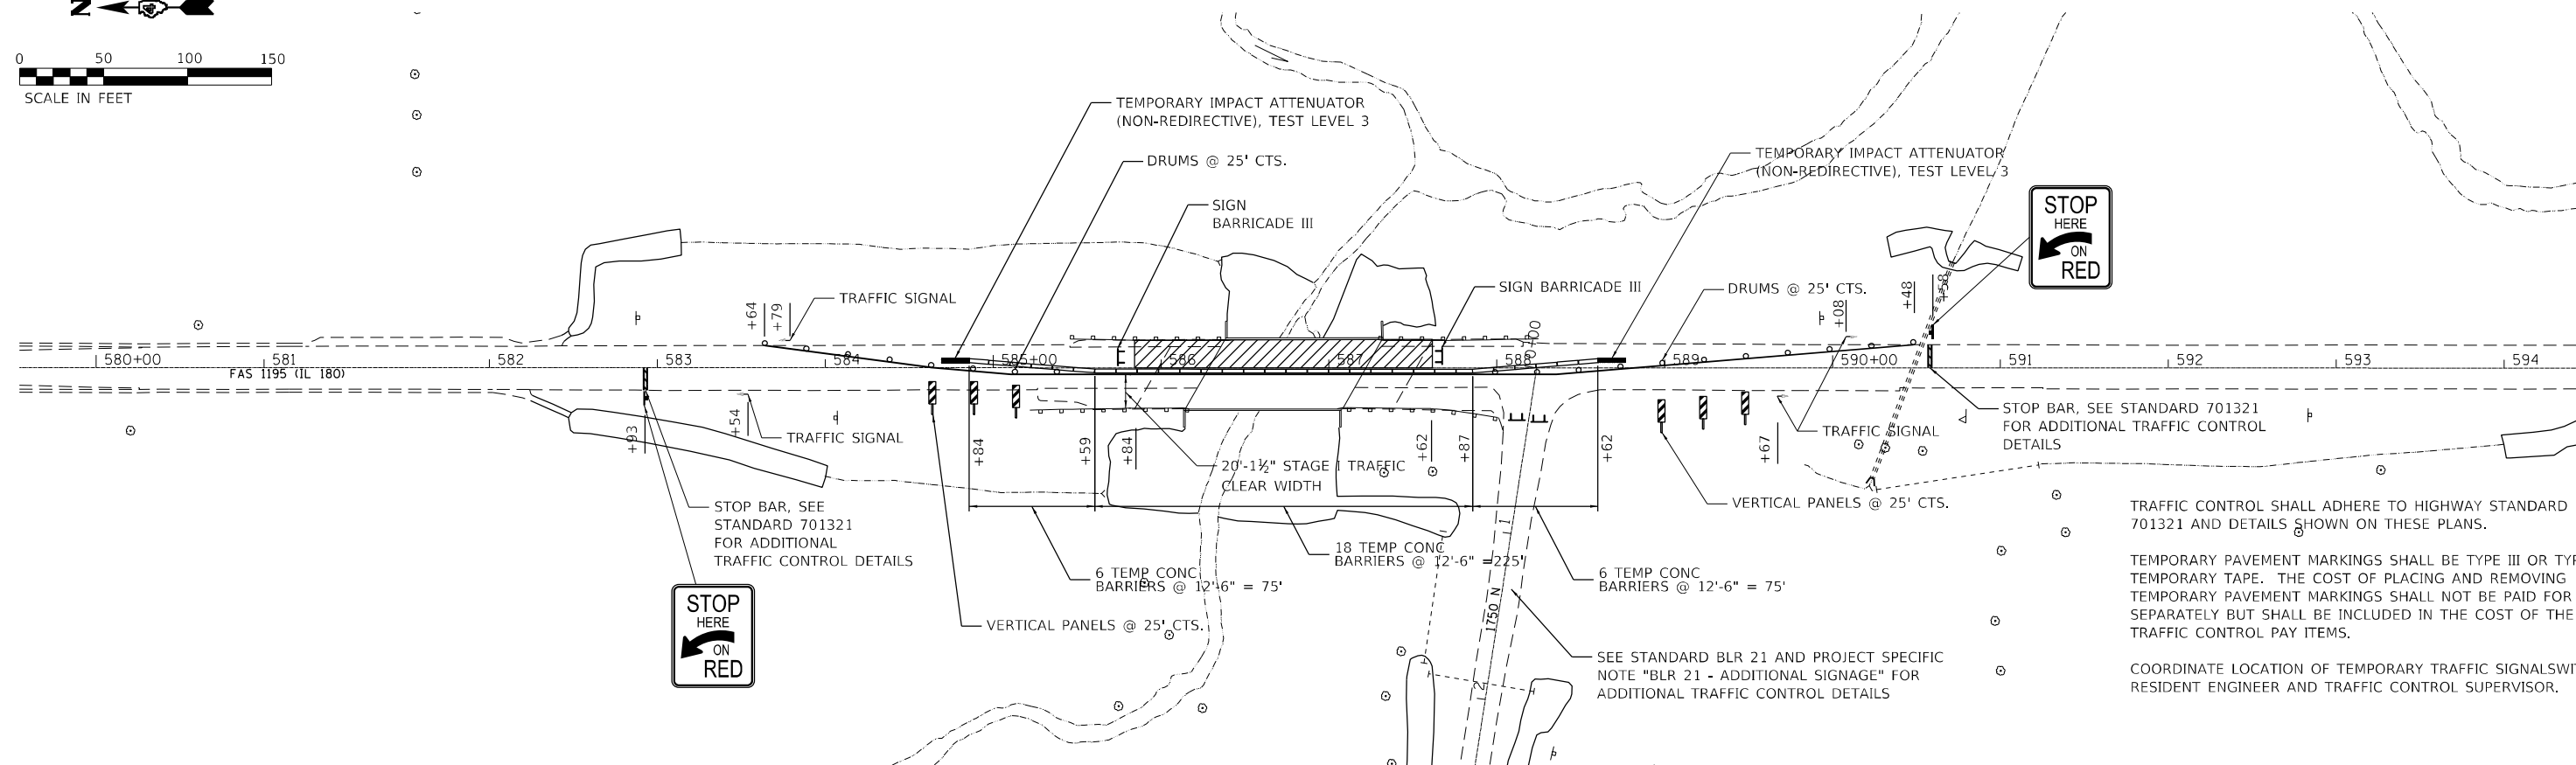 N
0 50 100 150
SCALE IN FEET
TEMPORARY IMPACT ATTENUATOR
(NON-REDIRECTIVE), TEST LEVEL 3
DRUMS @ 25' CTS.
SIGN
BARRICADE III
TEMPORARY IMPACT ATTENUATOR
(NON-REDIRECTIVE), TEST LEVEL 3
STOP
HERE
ON
RED
TRAFFIC SIGNAL
SIGN BARRICADE III
DRUMS @ 25' CTS.
+64
+79
+08
+48
+58
580+00 581 582 583 584 585+00 586 587 588 589 590+00 591 592 593 594
FAS 1195 (IL 180)
+93
+54
TRAFFIC SIGNAL
+84
+59
+84
+62
+87
+62
+67
TRAFFIC SIGNAL
STOP BAR, SEE STANDARD 701321
FOR ADDITIONAL TRAFFIC CONTROL
DETAILS
20'-1½" STAGE I TRAFFIC
CLEAR WIDTH
STOP BAR, SEE
STANDARD 701321
FOR ADDITIONAL
TRAFFIC CONTROL DETAILS
VERTICAL PANELS @ 25' CTS.
18 TEMP CONC
BARRIERS @ 12'-6" =225'
6 TEMP CONC
BARRIERS @ 12'-6" = 75'
6 TEMP CONC
BARRIERS @ 12'-6" = 75'
STOP
HERE
ON
RED
VERTICAL PANELS @ 25' CTS.
1750 N
SEE STANDARD BLR 21 AND PROJECT SPECIFIC
NOTE "BLR 21 - ADDITIONAL SIGNAGE" FOR
ADDITIONAL TRAFFIC CONTROL DETAILS
TRAFFIC CONTROL SHALL ADHERE TO HIGHWAY STANDARD
701321 AND DETAILS SHOWN ON THESE PLANS.
TEMPORARY PAVEMENT MARKINGS SHALL BE TYPE III OR TYP
TEMPORARY TAPE. THE COST OF PLACING AND REMOVING
TEMPORARY PAVEMENT MARKINGS SHALL NOT BE PAID FOR
SEPARATELY BUT SHALL BE INCLUDED IN THE COST OF THE
TRAFFIC CONTROL PAY ITEMS.
COORDINATE LOCATION OF TEMPORARY TRAFFIC SIGNALSWI
RESIDENT ENGINEER AND TRAFFIC CONTROL SUPERVISOR.